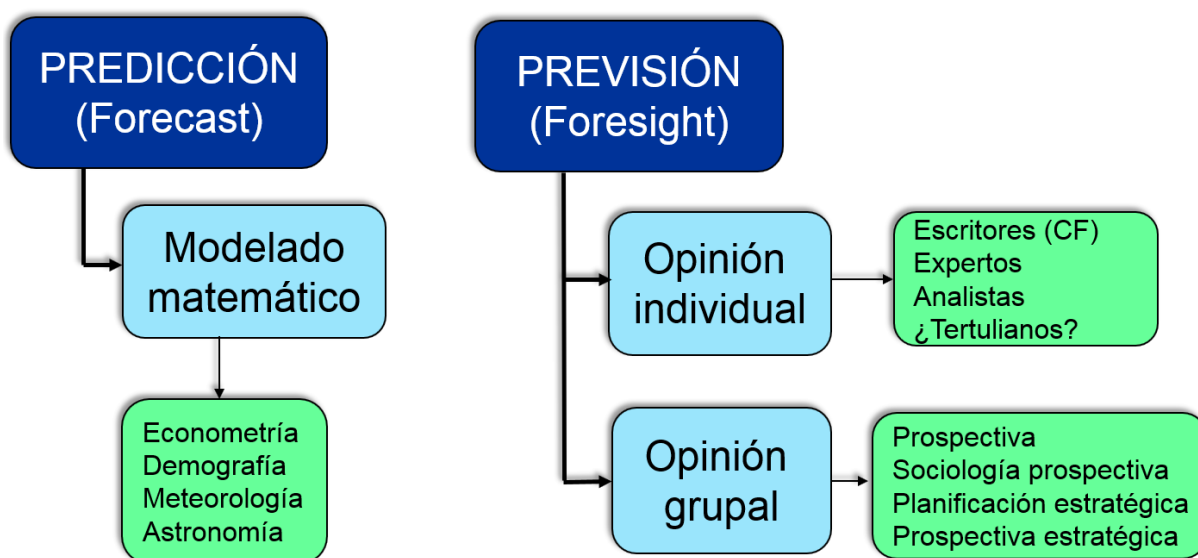 PREDICCIÓN
(Forecast)
Modelado
matemático
Econometría
Demografía
Meteorología
Astronomía
PREVISIÓN
(Foresight)
Opinión
individual
Escritores (CF)
Expertos
Analistas
¿Tertulianos?
Opinión
grupal
Prospectiva
Sociología prospectiva
Planificación estratégica
Prospectiva estratégica